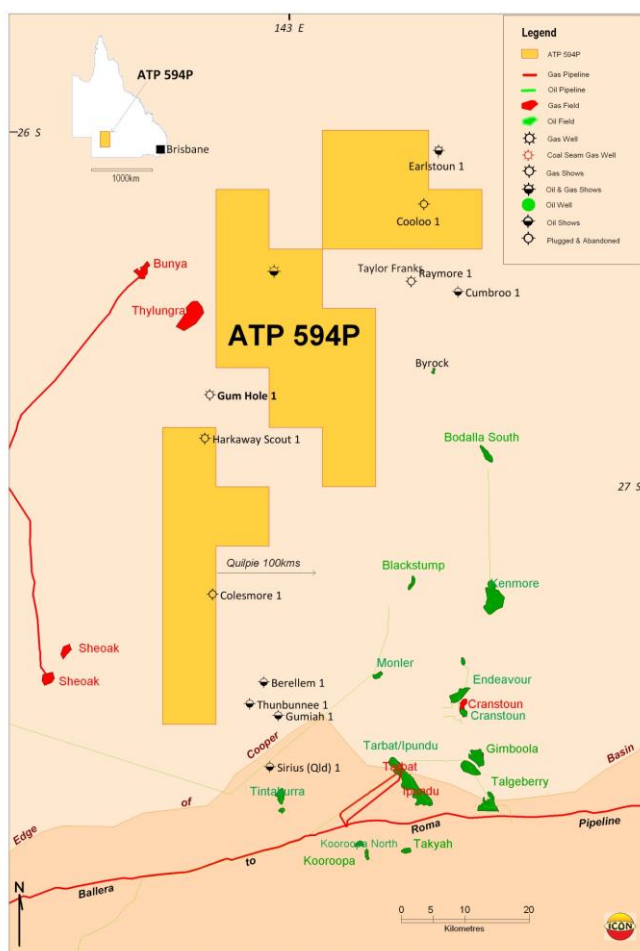 143 E
ATP 594P
Brisbane
1000km
26 S
Legend
ATP 594P
Gas Pipeline
Oil Pipeline
Gas Field
Oil Field
Gas Well
Coal Seam Gas Well
Gas Shows
Oil & Gas Shows
Oil Well
Oil Shows
Plugged & Abandoned
Earlstoun 1
Cooloo 1
Bunya
Taylor Franks
Raymore 1
Cumbroo 1
Thylungra
ATP 594P
Byrock
Gum Hole 1
Harkaway Scout 1
Bodalla South
27 S
Quilpie 100kms
Blackstump
Kenmore
Colesmore 1
Sheoak
Sheoak
Monler
Berellem 1
Endeavour
Thunbunnee 1
Cranstoun
Gumiah 1
Cranstoun
Edge of Cooper Basin
Tarbat/Ipundu
Gimboola
Sirius (Qld) 1
Tarbat
Tintaburra
Ipundu
Talgeberry
Ballera to Roma Pipeline
Kooroopa North
Takyah
Kooroopa
N
0 5 10 20
Kilometres
ICON